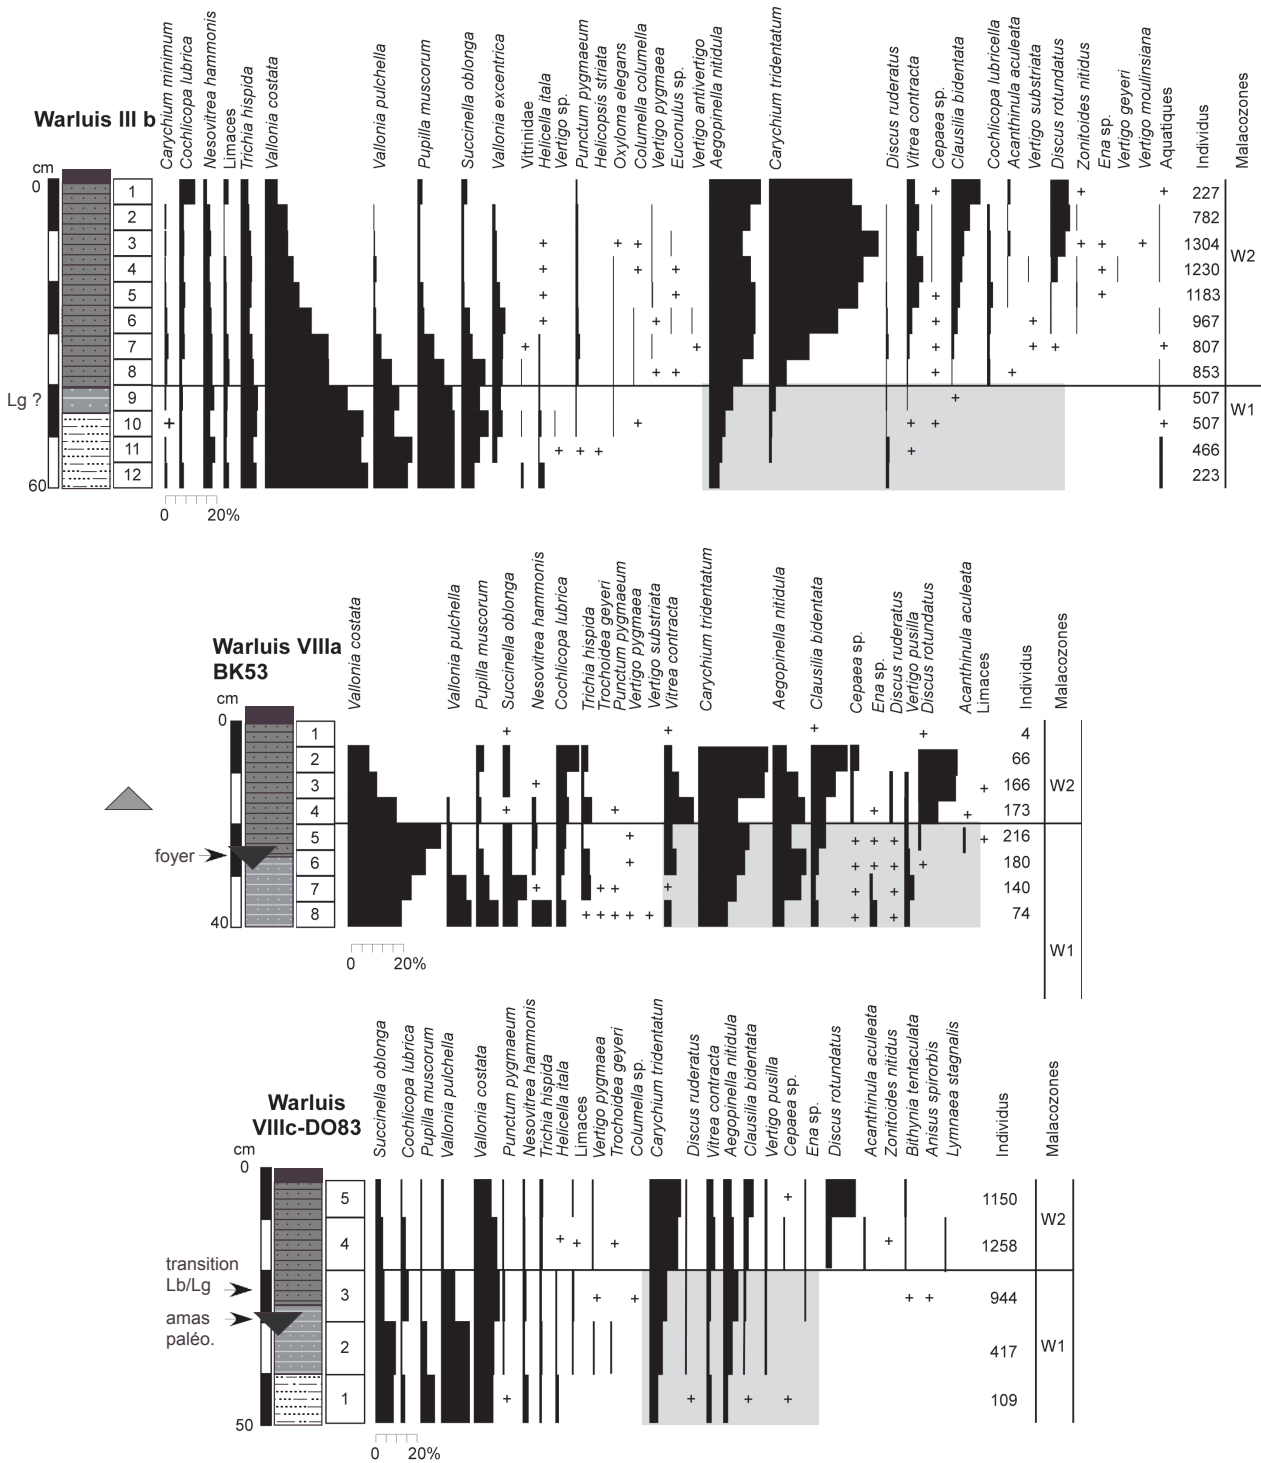 Warluis III b
Carychium minimum
Cochlicopa lubrica
Nesovitrea hammonis
Limaces
Trichia hispida
Vallonia costata
Vallonia pulchella
Pupilla muscorum
Succinella oblonga
Vallonia excentrica
Vitrinidae
Helicella itala
Vertigo sp.
Punctum pygmaeum
Helicopsis striata
Oxyloma elegans
Columella columella
Vertigo pygmaea
Euconulus sp.
Vertigo antivertigo
Aegopinella nitidula
Carychium tridentatum
Discus ruderatus
Vitrea contracta
Cepaea sp.
Clausilia bidentata
Cochlicopa lubricella
Acanthinula aculeata
Vertigo substriata
Discus rotundatus
Zonitoides nitidus
Ena sp.
Vertigo geyeri
Vertigo moulinsiana
Aquatiques
Individus
Malacozones
cm
0
1 + + + 227
2 782
3 + + + + + + 1304
4 + + + + 1230
W2
5 + + + + 1183
6 + + + + 967
7 + + + + + + 807
8 + + + + 853
Lg ?
9 + 507
W1
10 + + + + + 507
11 + + + + 466
12 223
60
0 20%
Warluis VIIIa
BK53
Vallonia costata
Vallonia pulchella
Pupilla muscorum
Succinella oblonga
Nesovitrea hammonis
Cochlicopa lubrica
Trichia hispida
Trochoidea geyeri
Punctum pygmaeum
Vertigo pygmaea
Vertigo substriata
Vitrea contracta
Carychium tridentatum
Aegopinella nitidula
Clausilia bidentata
Cepaea sp.
Ena sp.
Discus ruderatus
Vertigo pusilla
Discus rotundatus
Acanthinula aculeata
Limaces
Individus
Malacozones
cm
0
1 + + + + 4
2 66
3 + + 166
W2
4 + + + + 173
5 + + + + + 216
foyer
6 + + + + + 180
7 + + + + + + 140
8 + + + + + + + 74
40
W1
0 20%
Warluis
VIIIc-DO83
Succinella oblonga
Cochlicopa lubrica
Pupilla muscorum
Vallonia pulchella
Vallonia costata
Punctum pygmaeum
Nesovitrea hammonis
Trichia hispida
Helicella itala
Limaces
Vertigo pygmaea
Trochoidea geyeri
Columella sp.
Carychium tridentatun
Discus ruderatus
Vitrea contracta
Aegopinella nitidula
Clausilia bidentata
Vertigo pusilla
Cepaea sp.
Ena sp.
Discus rotundatus
Acanthinula aculeata
Zonitoides nitidus
Bithynia tentaculata
Anisus spirorbis
Lymnaea stagnalis
Individus
Malacozones
cm
0
5 + 1150
W2
4 + + + + 1258
transition
Lb/Lg
3 + + + + 944
amas
paléo.
2 417
W1
1 + + + + 109
50
0 20%